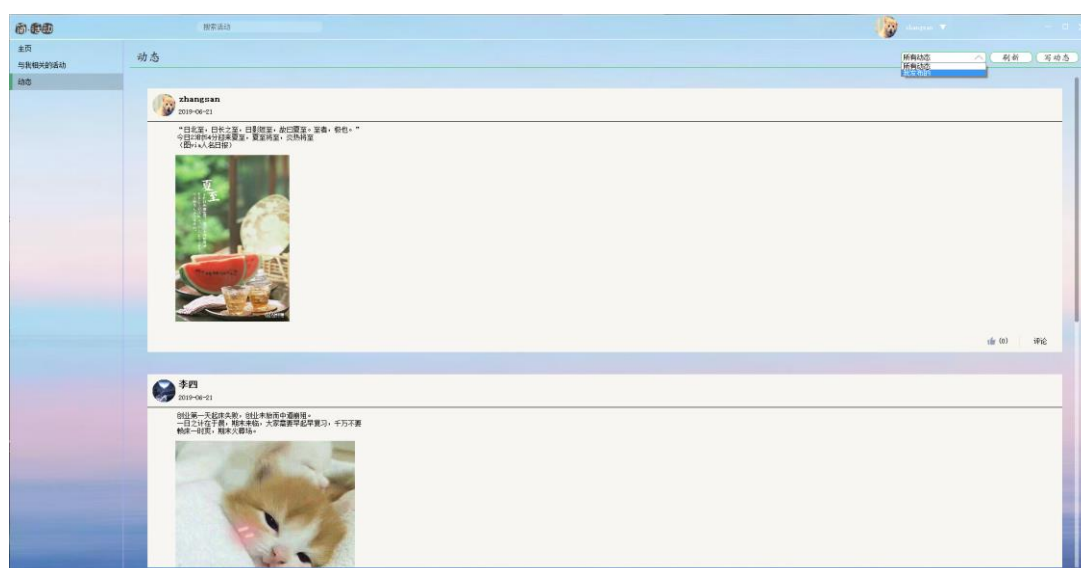 搜索活动
zhangsan
主页
与我相关的活动
动态
动态
所有动态
刷新
写动态
所有动态
我发布的
zhangsan
2019-06-21
“日北至，日长之至，日影短至，故曰夏至。至者，极也。”
今日23时54分迎来夏至，夏至将至，炎热将至
（图via人名日报）
夏至
(0)
评论
李四
2019-06-21
创业第一天起床失败，创业未始而中道崩殂。
一日之计在于晨，期末来临，大家需要早起早复习，千万不要
赖床一时爽，期末火葬场。